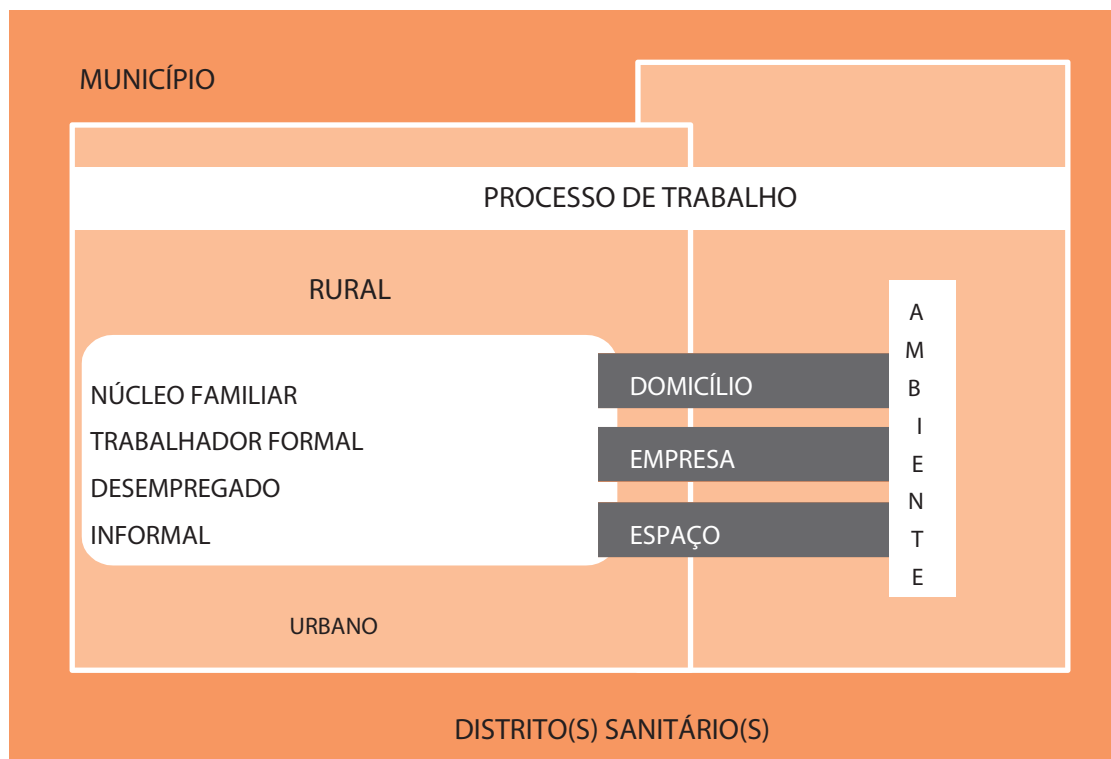 MUNICÍPIO
PROCESSO DE TRABALHO
RURAL
NÚCLEO FAMILIAR
TRABALHADOR FORMAL
DESEMPREGADO
INFORMAL
DOMICÍLIO
EMPRESA
ESPAÇO
A
M
B
I
E
N
T
E
URBANO
DISTRITO(S) SANITÁRIO(S)